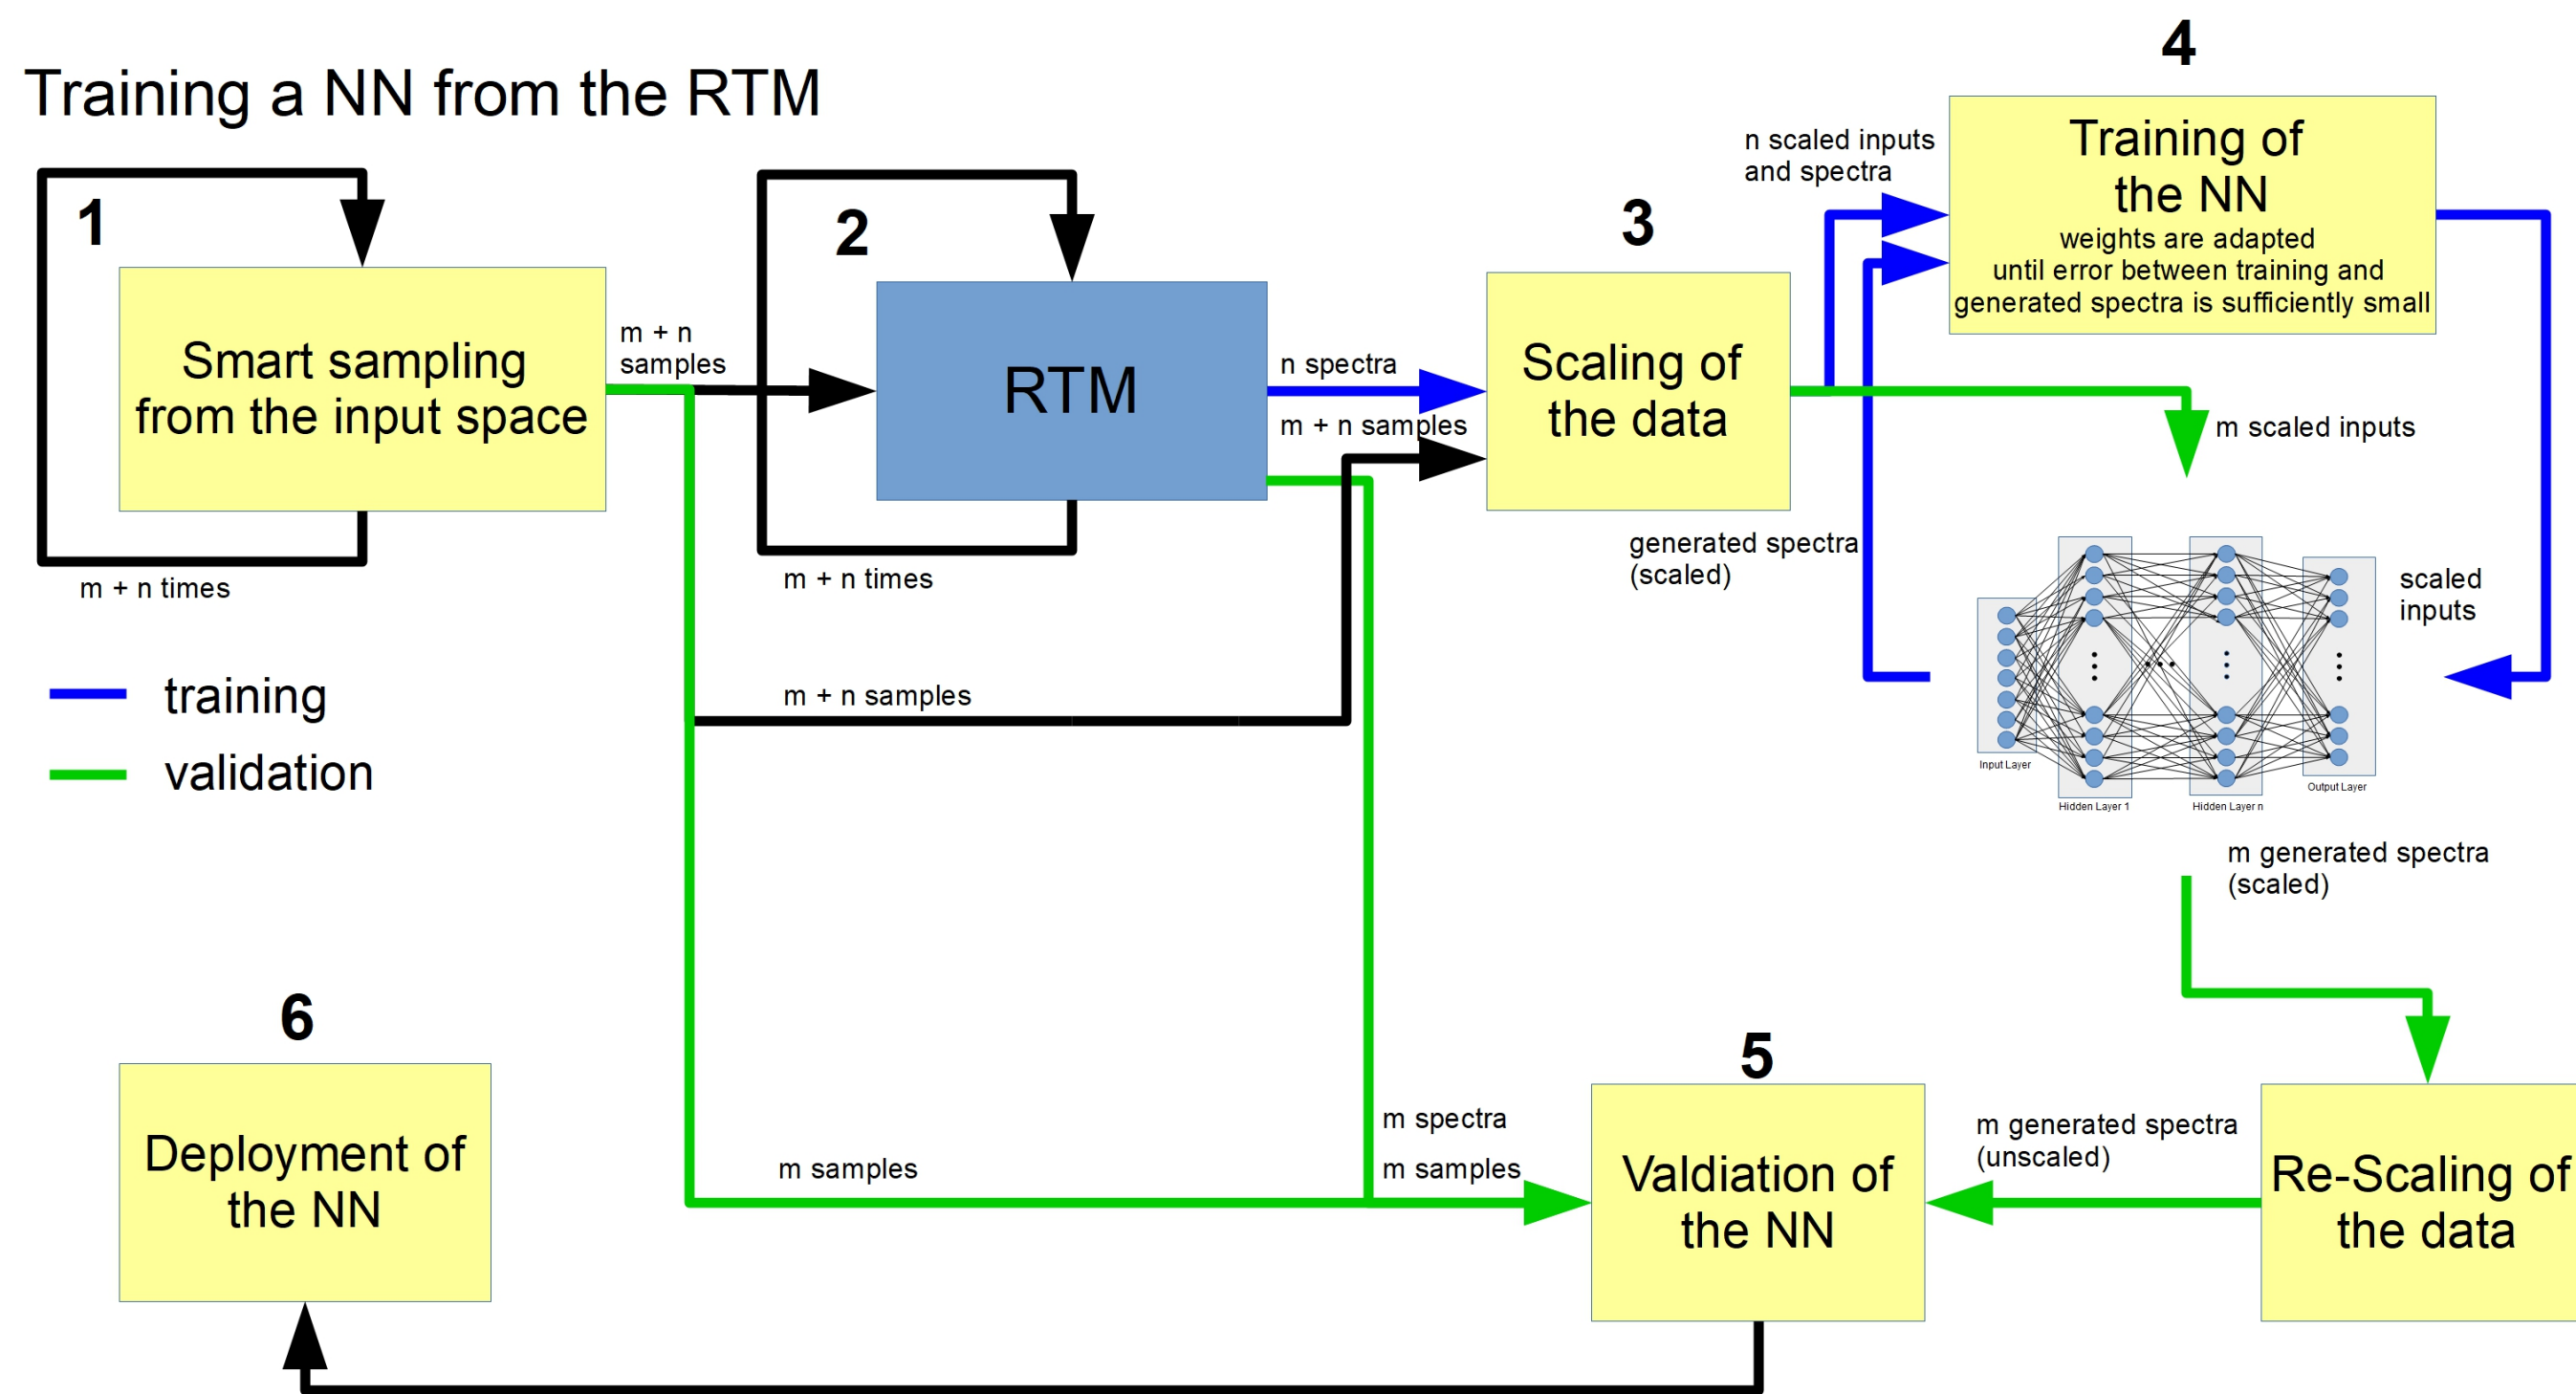 Training a NN from the RTM
1
Smart sampling
from the input space
m + n times
m + n
samples
2
RTM
m + n times
m + n samples
n spectra
m + n samples
3
Scaling of
the data
n scaled inputs
and spectra
4
Training of
the NN
weights are adapted
until error between training and
generated spectra is sufficiently small
m scaled inputs
generated spectra
(scaled)
scaled
inputs
Input Layer
Hidden Layer 1
Hidden Layer n
Output Layer
training
validation
m generated spectra
(scaled)
6
Deployment of
the NN
m samples
m spectra
m samples
5
Valdiation of
the NN
m generated spectra
(unscaled)
Re-Scaling of
the data